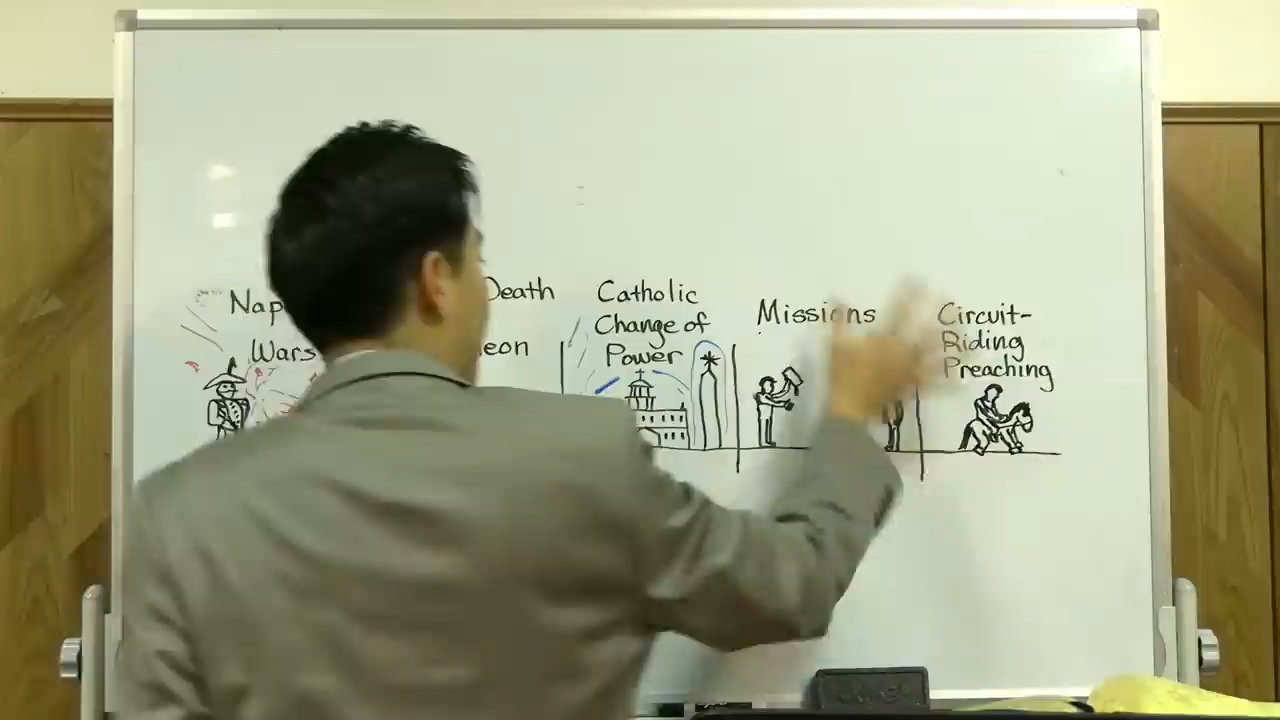 Nap
Wars
Death
eon
Catholic
Change of
Power
Missions
Circuit-
Riding
Preaching